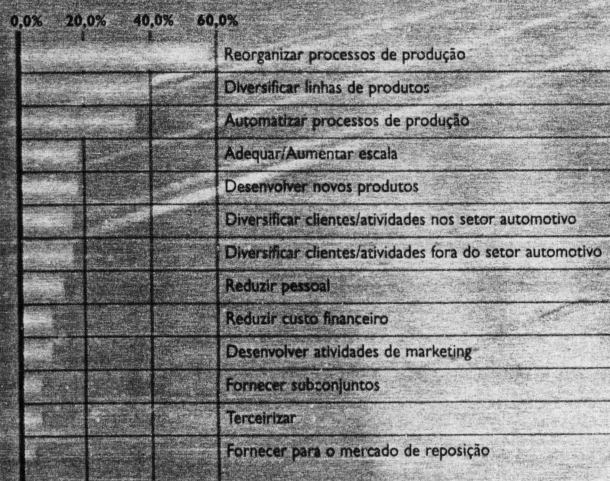 0,0% 20,0% 40,0% 60,0%
Reorganizar processos de produção
Diversificar linhas de produtos
Automatizar processos de produção
Adequar/Aumentar escala
Desenvolver novos produtos
Diversificar clientes/atividades nos setor automotivo
Diversificar clientes/atividades fora do setor automotivo
Reduzir pessoal
Reduzir custo financeiro
Desenvolver atividades de marketing
Fornecer subconjuntos
Terceirizar
Fornecer para o mercado de reposição